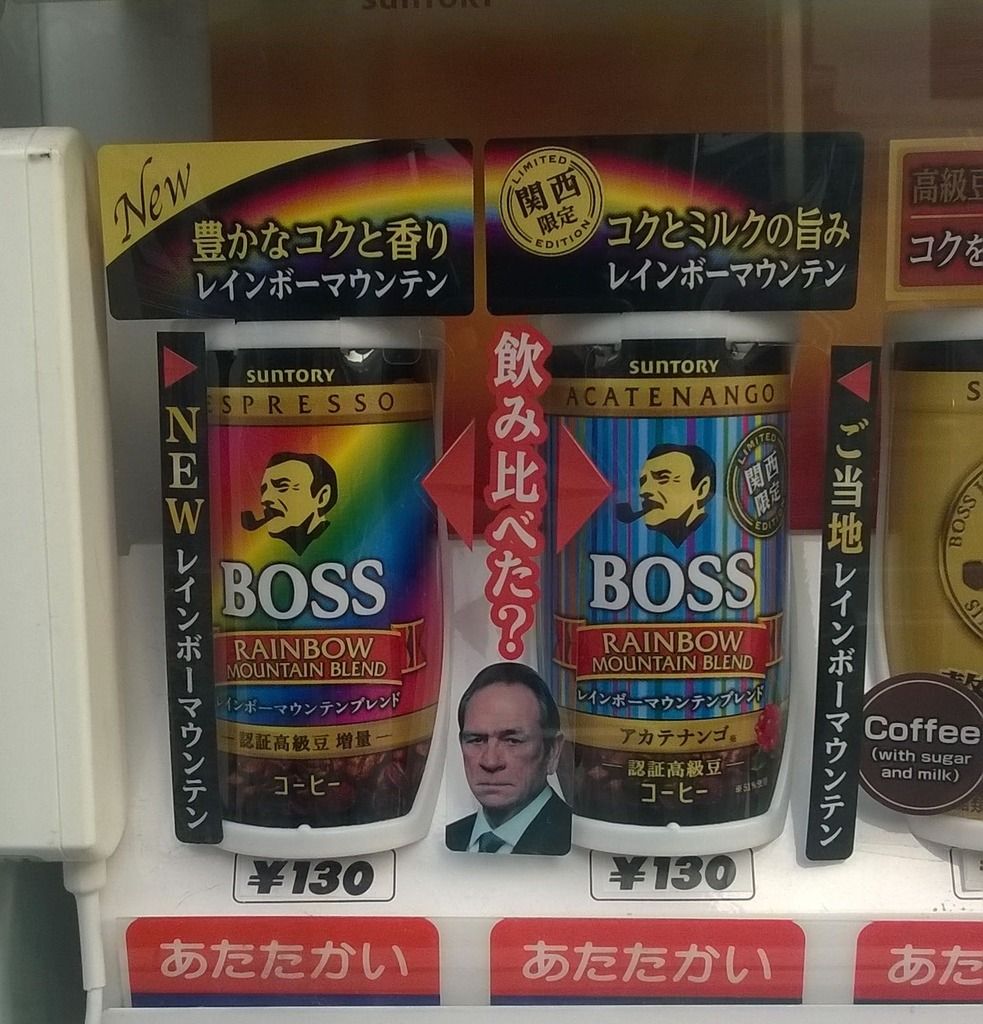 SUNTORY
New
豊かなコクと香り
レインボーマウンテン
LIMITED
関西
限定
EDITION
コクとミルクの旨み
レインボーマウンテン
高級豆
コクを
NEWレインボーマウンテン
SUNTORY
ESPRESSO
BOSS
RAINBOW
MOUNTAIN BLEND
レインボーマウンテンブレンド
認証高級豆 増量
コーヒー
飲み比べた?
SUNTORY
ACATENANGO
LIMITED
関西
限定
EDITION
BOSS
RAINBOW
MOUNTAIN BLEND
レインボーマウンテンブレンド
アカテナンゴ
認証高級豆
コーヒー
ご当地レインボーマウンテン
S
BOSS
Coffee
(with sugar
and milk)
¥130
¥130
あたたかい
あたたかい
あた